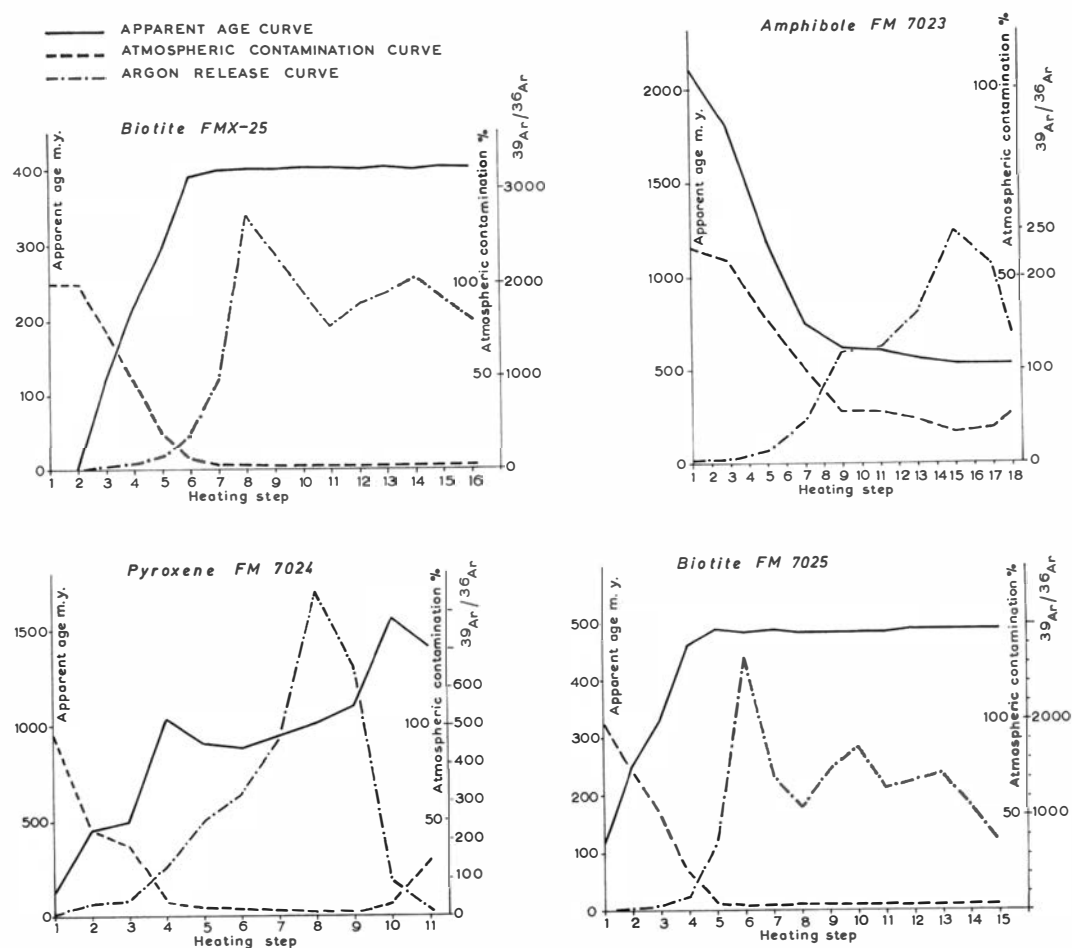 APPARENT AGE CURVE
ATMOSPHERIC CONTAMINATION CURVE
ARGON RELEASE CURVE
Biotite FMX-25
Apparent age m.y.
400
300
200
100
0
Atmospheric contamination %
100
50
39Ar/36Ar
3000
2000
1000
0
1 2 3 4 5 6 7 8 9 10 11 12 13 14 15 16
Heating step
Amphibole FM 7023
Apparent age m.y.
2000
1500
1000
500
0
Atmospheric contamination %
100
50
39Ar/36Ar
250
200
100
0
1 2 3 4 5 6 7 8 9 10 11 12 13 14 15 17 18
Heating step
Pyroxene FM 7024
Apparent age m.y.
1500
1000
500
0
Atmospheric contamination %
100
50
39Ar/36Ar
600
500
400
300
200
100
0
1 2 3 4 5 6 7 8 9 10 11
Heating step
Biotite FM 7025
Apparent age m.y.
500
400
300
200
100
0
Atmospheric contamination %
100
50
39Ar/36Ar
2000
1000
1 2 3 4 5 6 7 8 9 10 11 12 13 14 15
Heating step